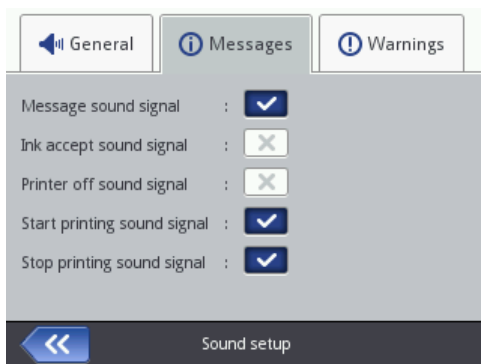 General Messages Warnings
Message sound signal :
Ink accept sound signal :
Printer off sound signal :
Start printing sound signal :
Stop printing sound signal :
Sound setup